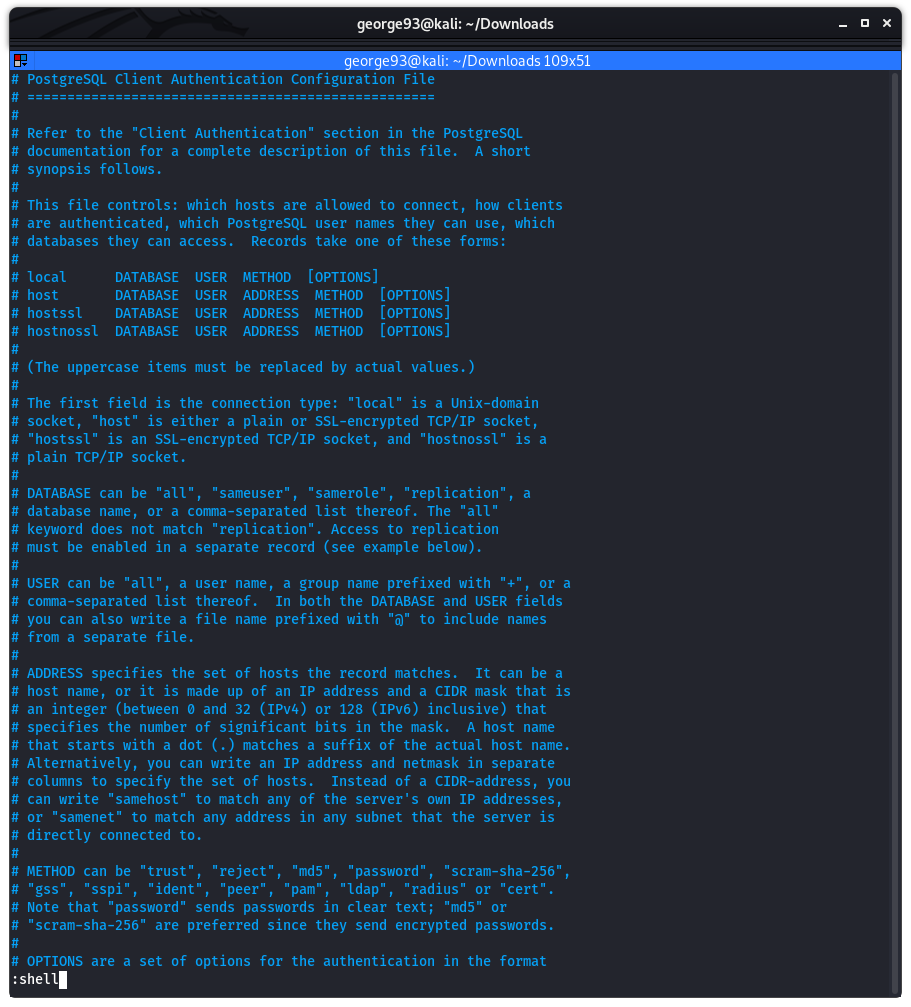 george93@kali: ~/Downloads
george93@kali: ~/Downloads 109x51
# PostgreSQL Client Authentication Configuration File
# ===================================================
#
# Refer to the "Client Authentication" section in the PostgreSQL
# documentation for a complete description of this file.  A short
# synopsis follows.
#
# This file controls: which hosts are allowed to connect, how clients
# are authenticated, which PostgreSQL user names they can use, which
# databases they can access.  Records take one of these forms:
#
# local      DATABASE  USER  METHOD  [OPTIONS]
# host       DATABASE  USER  ADDRESS  METHOD  [OPTIONS]
# hostssl    DATABASE  USER  ADDRESS  METHOD  [OPTIONS]
# hostnossl  DATABASE  USER  ADDRESS  METHOD  [OPTIONS]
#
# (The uppercase items must be replaced by actual values.)
#
# The first field is the connection type: "local" is a Unix-domain
# socket, "host" is either a plain or SSL-encrypted TCP/IP socket,
# "hostssl" is an SSL-encrypted TCP/IP socket, and "hostnossl" is a
# plain TCP/IP socket.
#
# DATABASE can be "all", "sameuser", "samerole", "replication", a
# database name, or a comma-separated list thereof. The "all"
# keyword does not match "replication". Access to replication
# must be enabled in a separate record (see example below).
#
# USER can be "all", a user name, a group name prefixed with "+", or a
# comma-separated list thereof.  In both the DATABASE and USER fields
# you can also write a file name prefixed with "@" to include names
# from a separate file.
#
# ADDRESS specifies the set of hosts the record matches.  It can be a
# host name, or it is made up of an IP address and a CIDR mask that is
# an integer (between 0 and 32 (IPv4) or 128 (IPv6) inclusive) that
# specifies the number of significant bits in the mask.  A host name
# that starts with a dot (.) matches a suffix of the actual host name.
# Alternatively, you can write an IP address and netmask in separate
# columns to specify the set of hosts.  Instead of a CIDR-address, you
# can write "samehost" to match any of the server's own IP addresses,
# or "samenet" to match any address in any subnet that the server is
# directly connected to.
#
# METHOD can be "trust", "reject", "md5", "password", "scram-sha-256",
# "gss", "sspi", "ident", "peer", "pam", "ldap", "radius" or "cert".
# Note that "password" sends passwords in clear text; "md5" or
# "scram-sha-256" are preferred since they send encrypted passwords.
#
# OPTIONS are a set of options for the authentication in the format
:shell